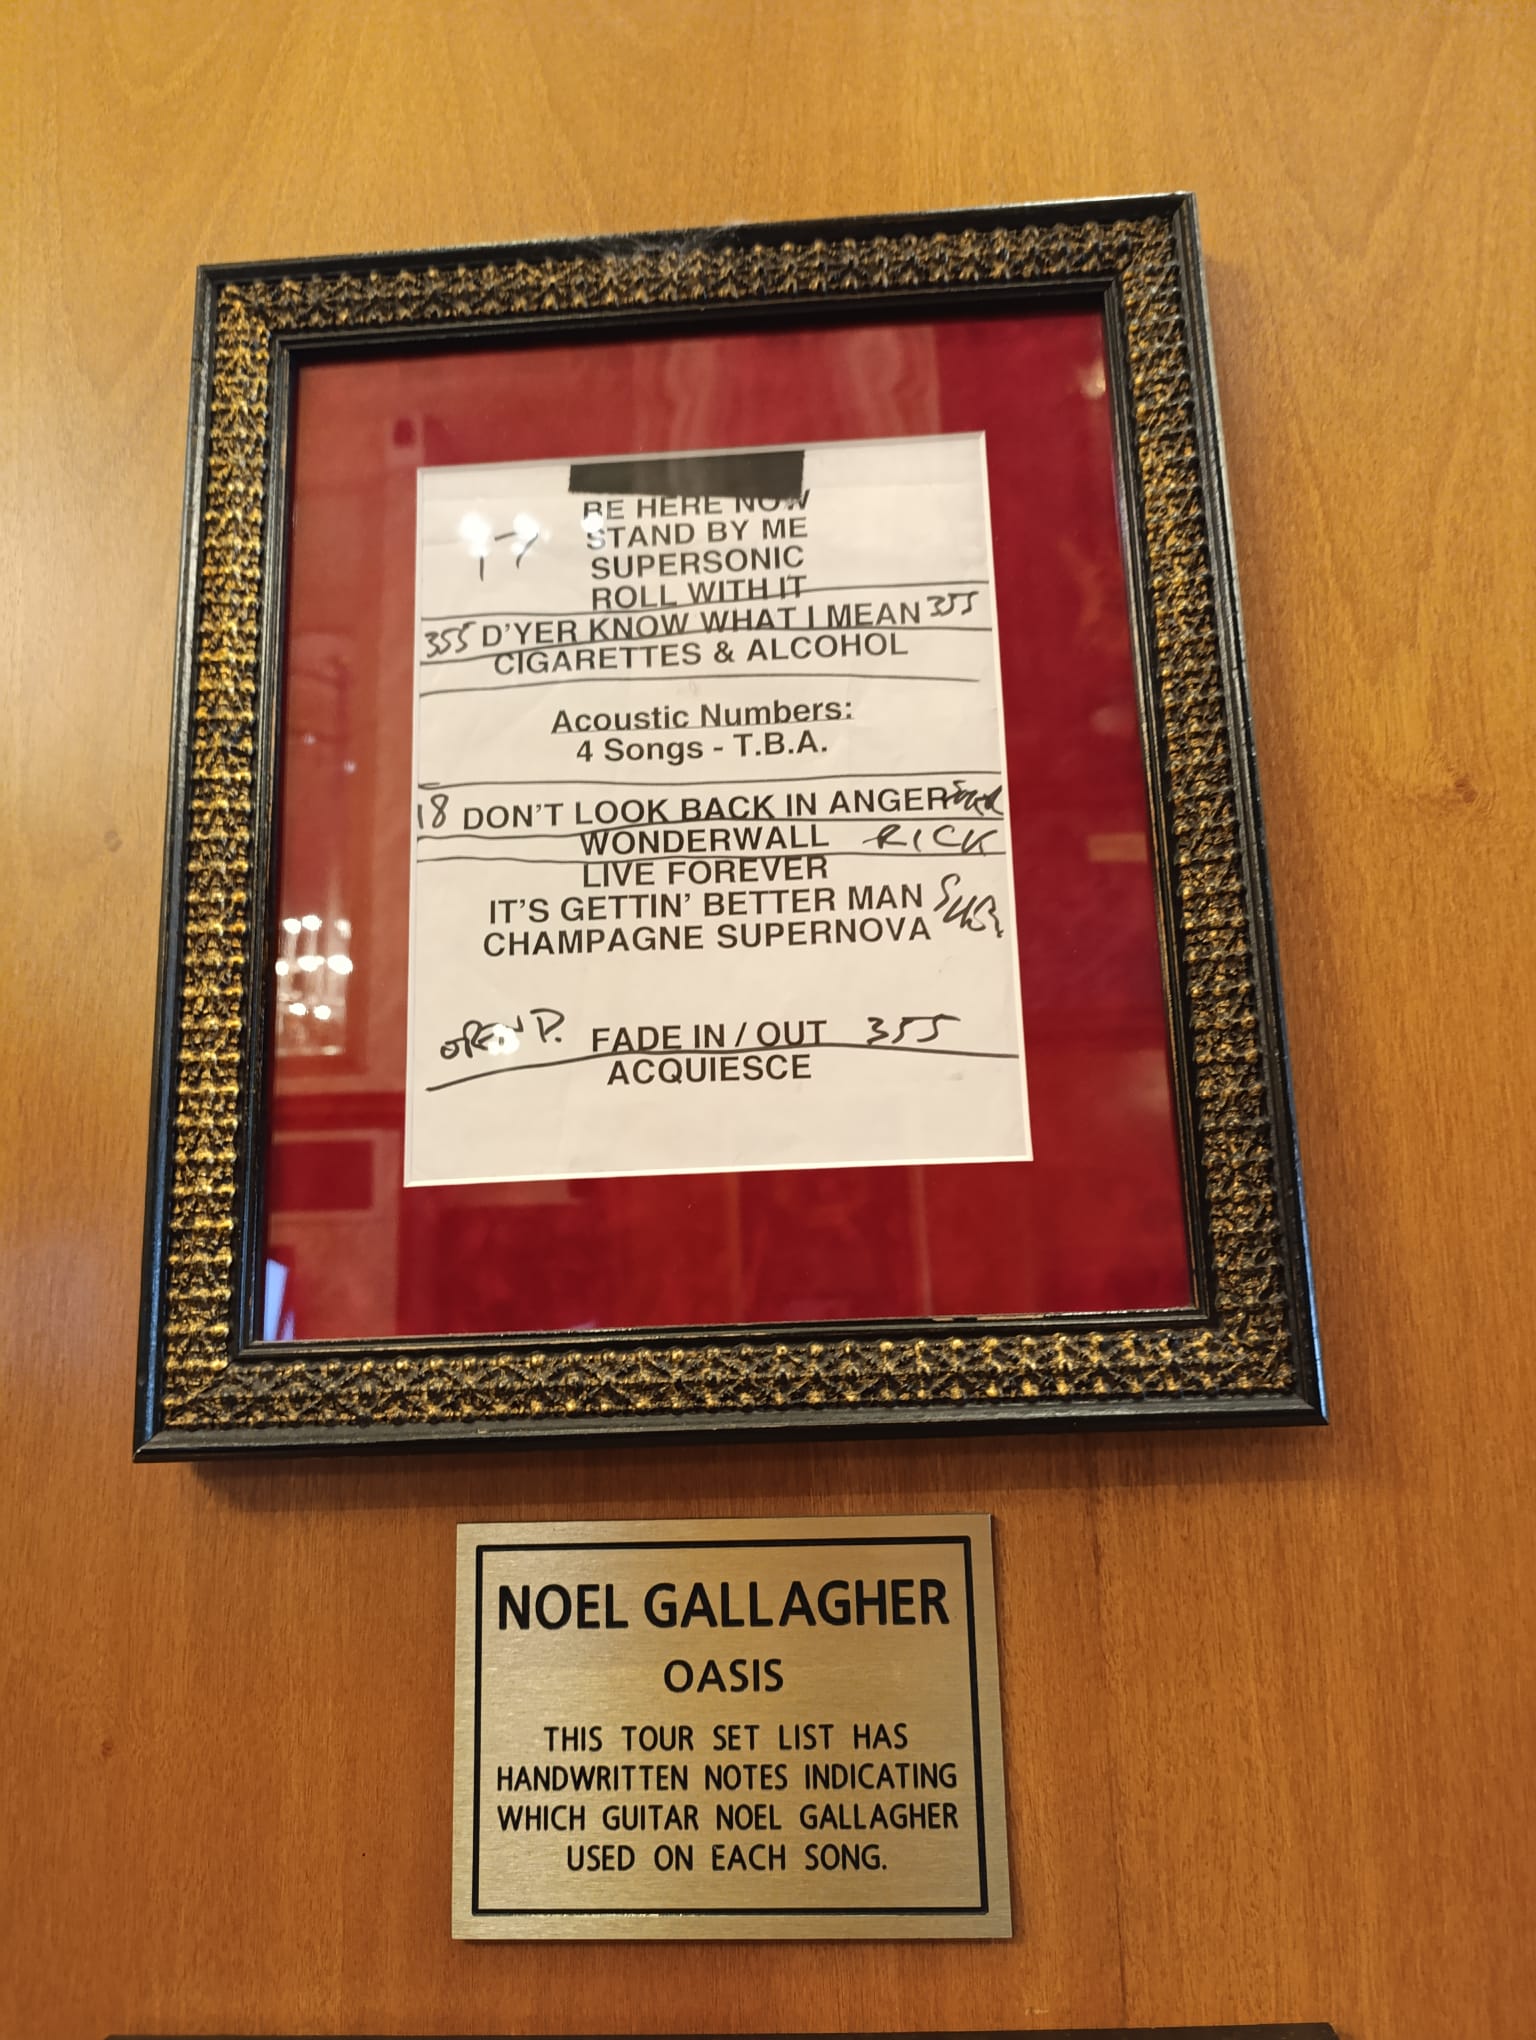 BE HERE NOW
STAND BY ME
SUPERSONIC
ROLL WITH IT
355 D'YER KNOW WHAT I MEAN 355
CIGARETTES & ALCOHOL
Acoustic Numbers:
4 Songs - T.B.A.
18 DON'T LOOK BACK IN ANGER
WONDERWALL RICK
LIVE FOREVER
IT'S GETTIN' BETTER MAN
CHAMPAGNE SUPERNOVA
OPEN D. FADE IN / OUT 355
ACQUIESCE
NOEL GALLAGHER
OASIS
THIS TOUR SET LIST HAS
HANDWRITTEN NOTES INDICATING
WHICH GUITAR NOEL GALLAGHER
USED ON EACH SONG.